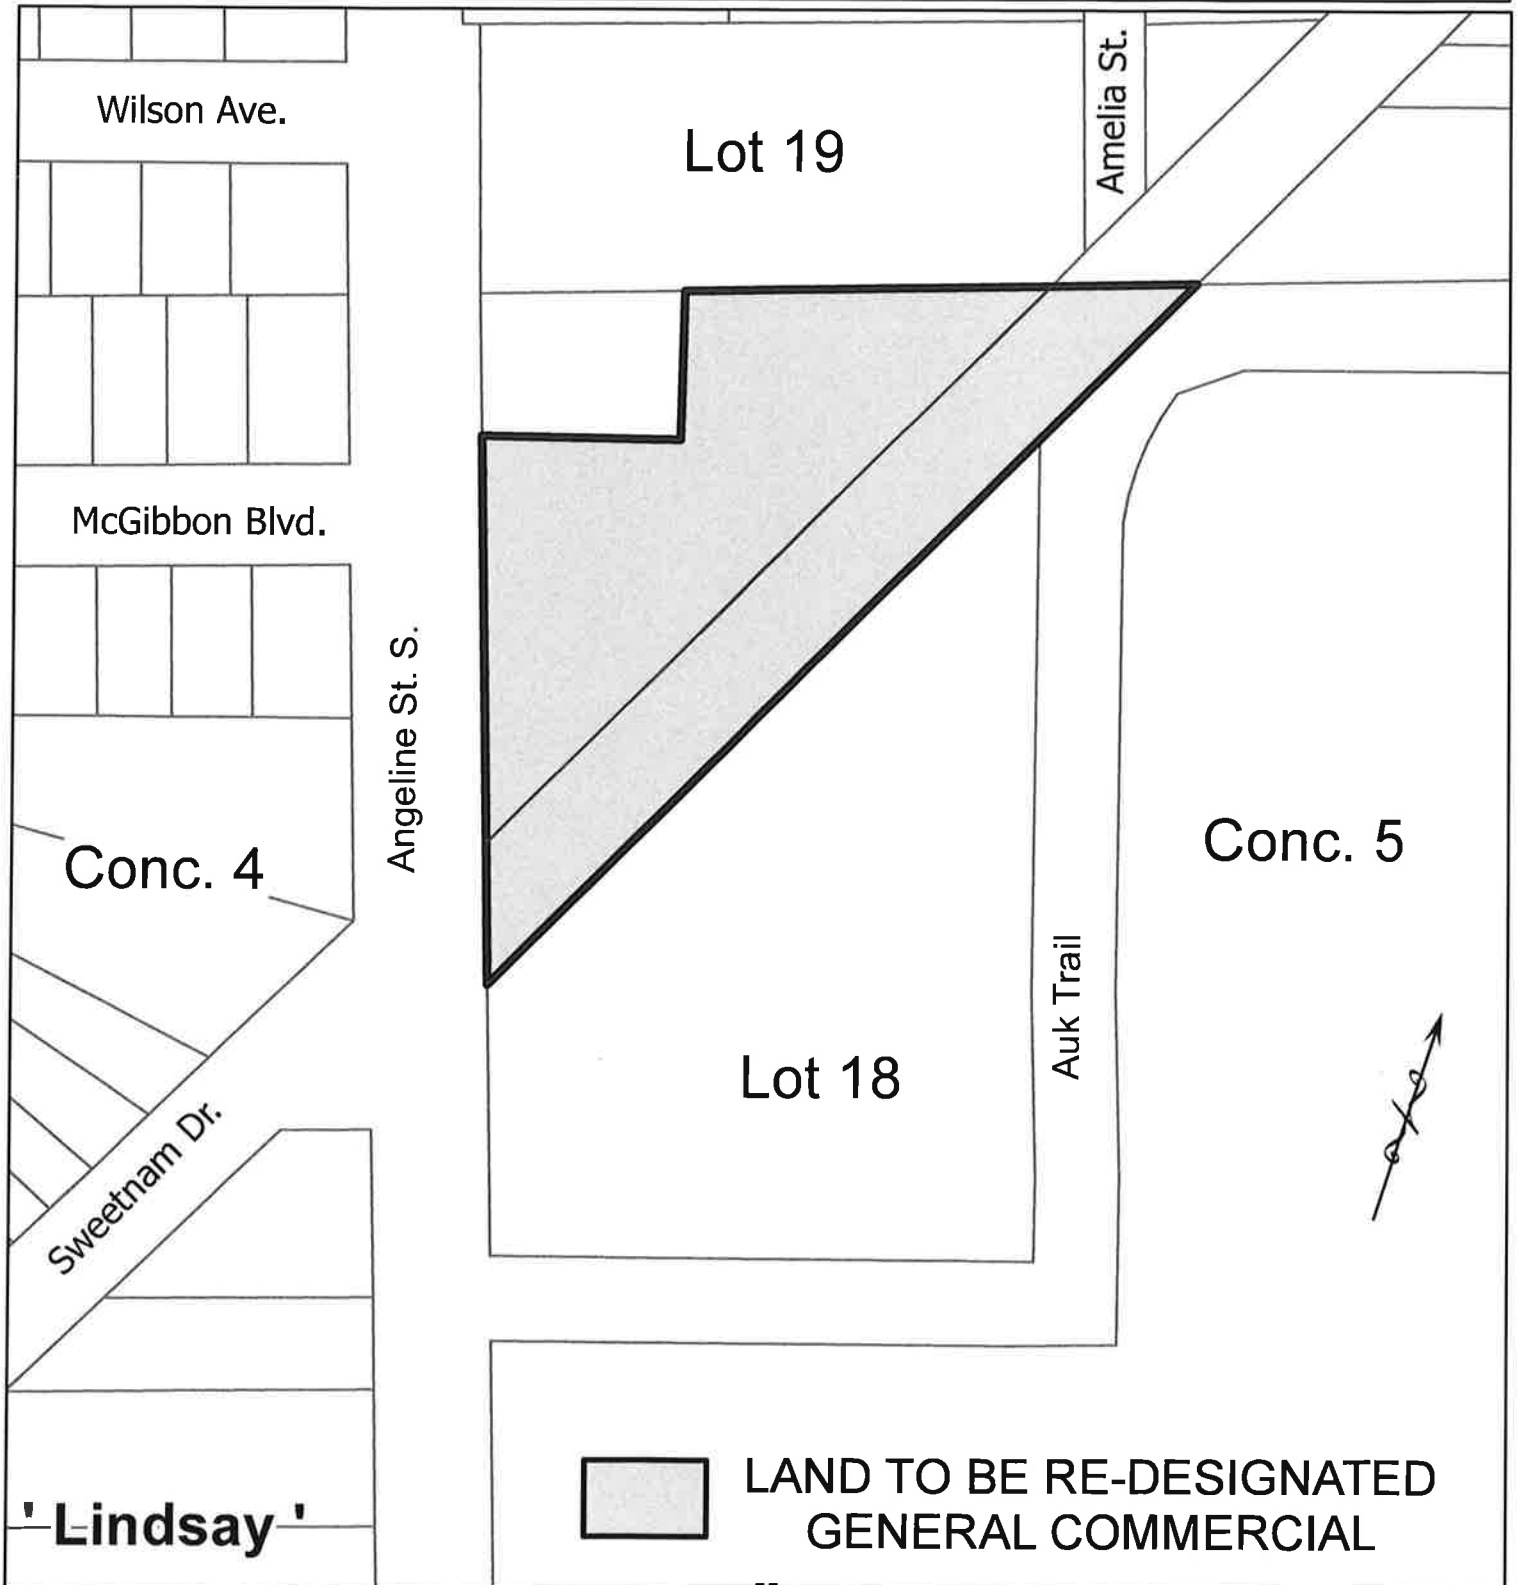 Wilson Ave.
Lot 19
Amelia St.
McGibbon Blvd.
Angeline St. S.
Conc. 4
Conc. 5
Auk Trail
Lot 18
Sweetnam Dr.
LAND TO BE RE-DESIGNATED
GENERAL COMMERCIAL
' Lindsay '